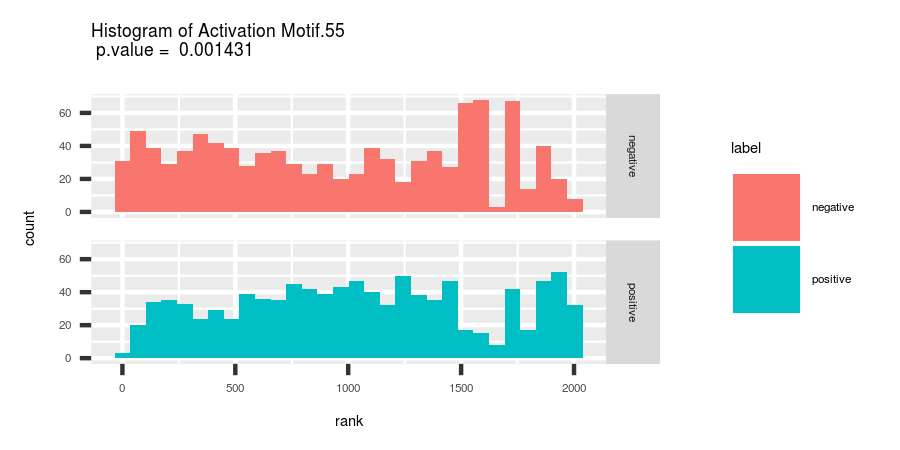 Histogram of Activation Motif.55
p.value =  0.001431
count
60
40
20
0
negative
60
40
20
0
positive
0
500
1000
1500
2000
rank
label
negative
positive